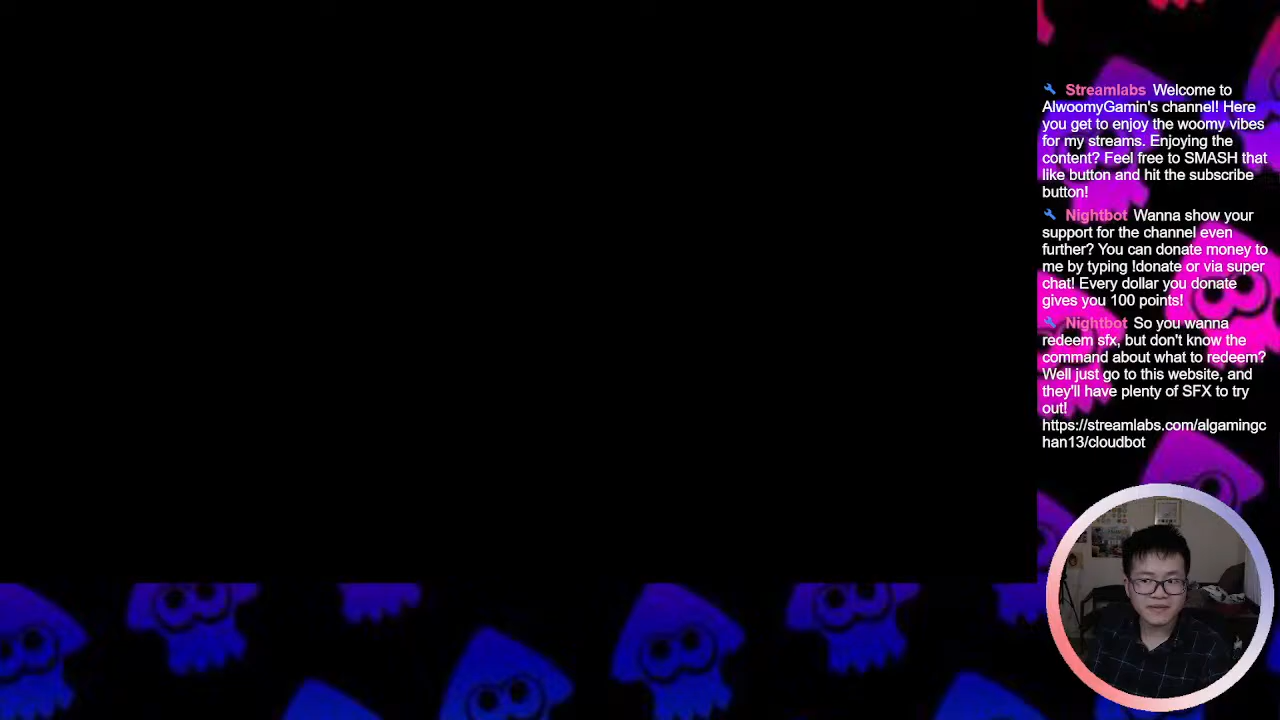 Streamlabs Welcome to
AlwoomyGamin's channel! Here
you get to enjoy the woomy vibes
for my streams. Enjoying the
content? Feel free to SMASH that
like button and hit the subscribe
button!
Nightbot Wanna show your
support for the channel even
further? You can donate money to
me by typing !donate or via super
chat! Every dollar you donate
gives you 100 points!
Nightbot So you wanna
redeem sfx, but don't know the
command about what to redeem?
Well just go to this website, and
they'll have plenty of SFX to try
out!
https://streamlabs.com/algamingc
han13/cloudbot